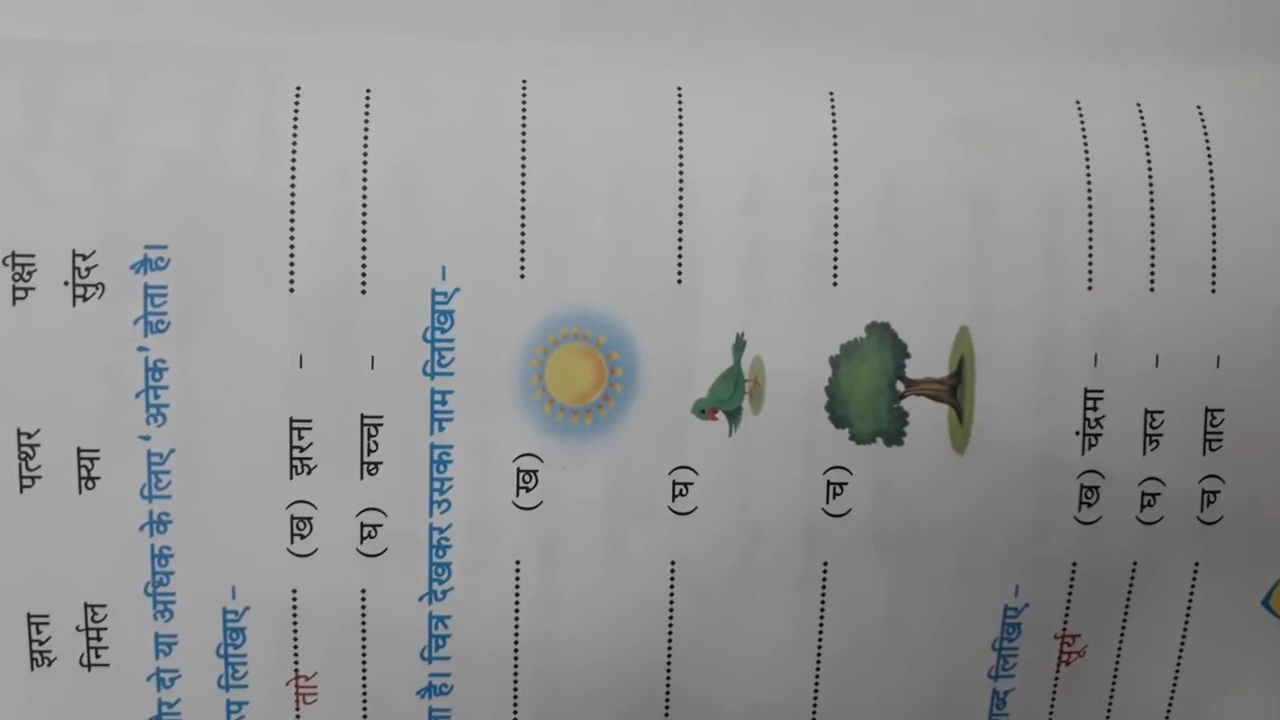 झरना पत्थर पक्षी
निर्मल क्या सुंदर
दो या अधिक के लिए 'अनेक' होता है।
लिखिए –
तारे (ख) झरना –
(घ) बच्चा –
है। चित्र देखकर उसका नाम लिखिए –
(ख)
(घ)
(च)
लिखिए –
सूर्य (ख) चंद्रमा –
(घ) जल –
(च) ताल –